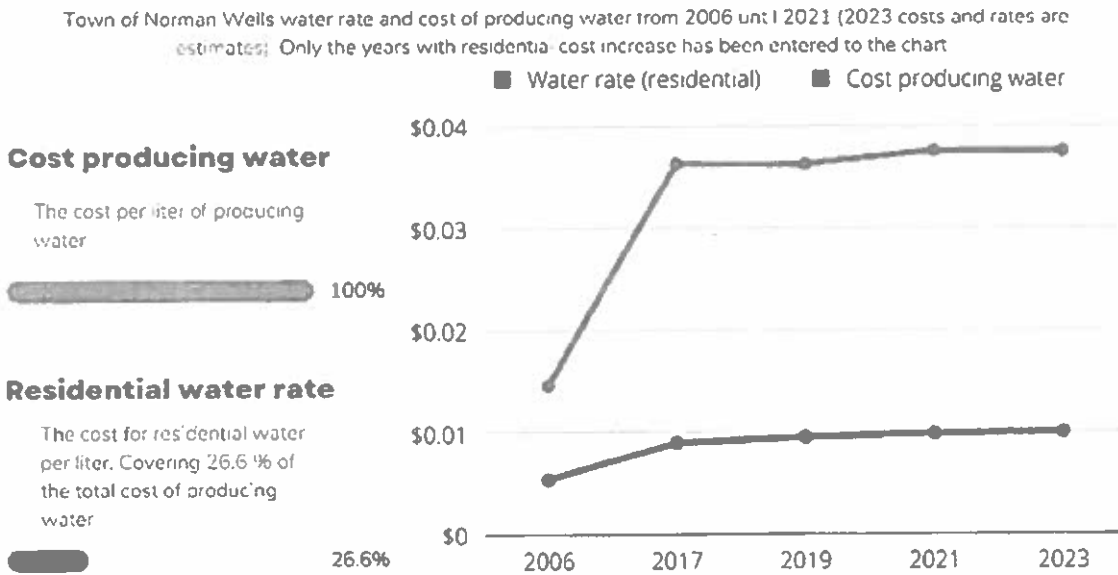 Town of Norman Wells water rate and cost of producing water from 2006 until 2021 (2023 costs and rates are
estimates) Only the years with residential cost increase has been entered to the chart
Water rate (residential)
Cost producing water
Cost producing water
The cost per liter of producing
water
100%
Residential water rate
The cost for residential water
per liter. Covering 26.6 % of
the total cost of producing
water
26.6%
$0.04
$0.03
$0.02
$0.01
$0
2006 2017 2019 2021 2023